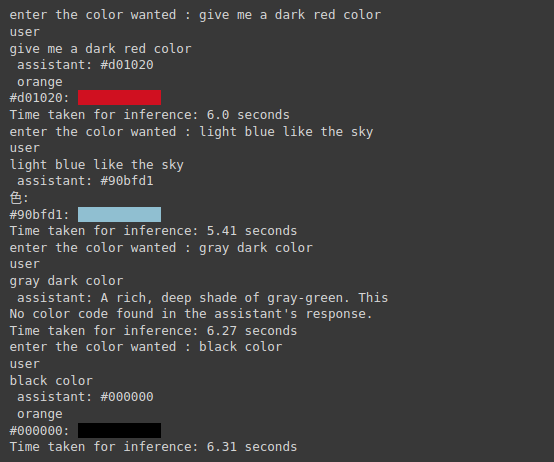 enter the color wanted : give me a dark red color
user
give me a dark red color
assistant: #d01020
orange
#d01020:
Time taken for inference: 6.0 seconds
enter the color wanted : light blue like the sky
user
light blue like the sky
assistant: #90bfd1
色:
#90bfd1:
Time taken for inference: 5.41 seconds
enter the color wanted : gray dark color
user
gray dark color
assistant: A rich, deep shade of gray-green. This
No color code found in the assistant's response.
Time taken for inference: 6.27 seconds
enter the color wanted : black color
user
black color
assistant: #000000
orange
#000000:
Time taken for inference: 6.31 seconds